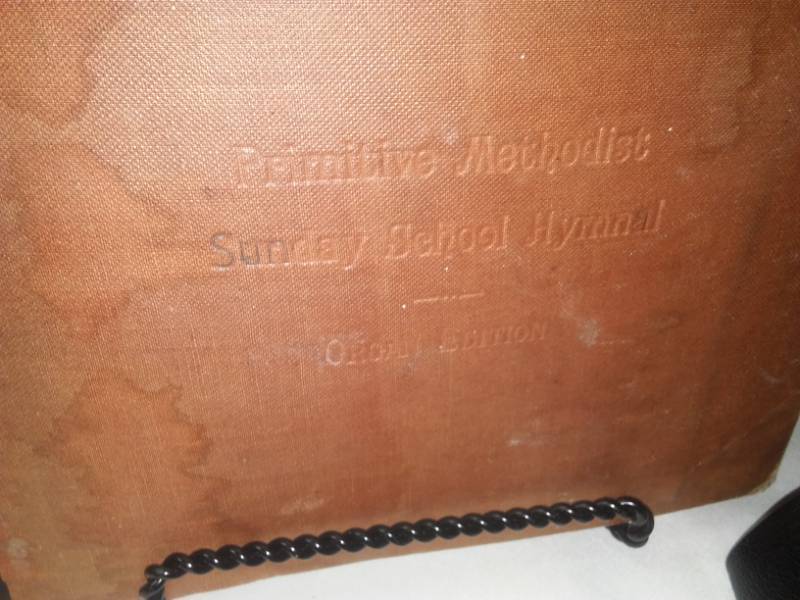 Primitive Methodist
Sunday School Hymnal
ORGAN EDITION